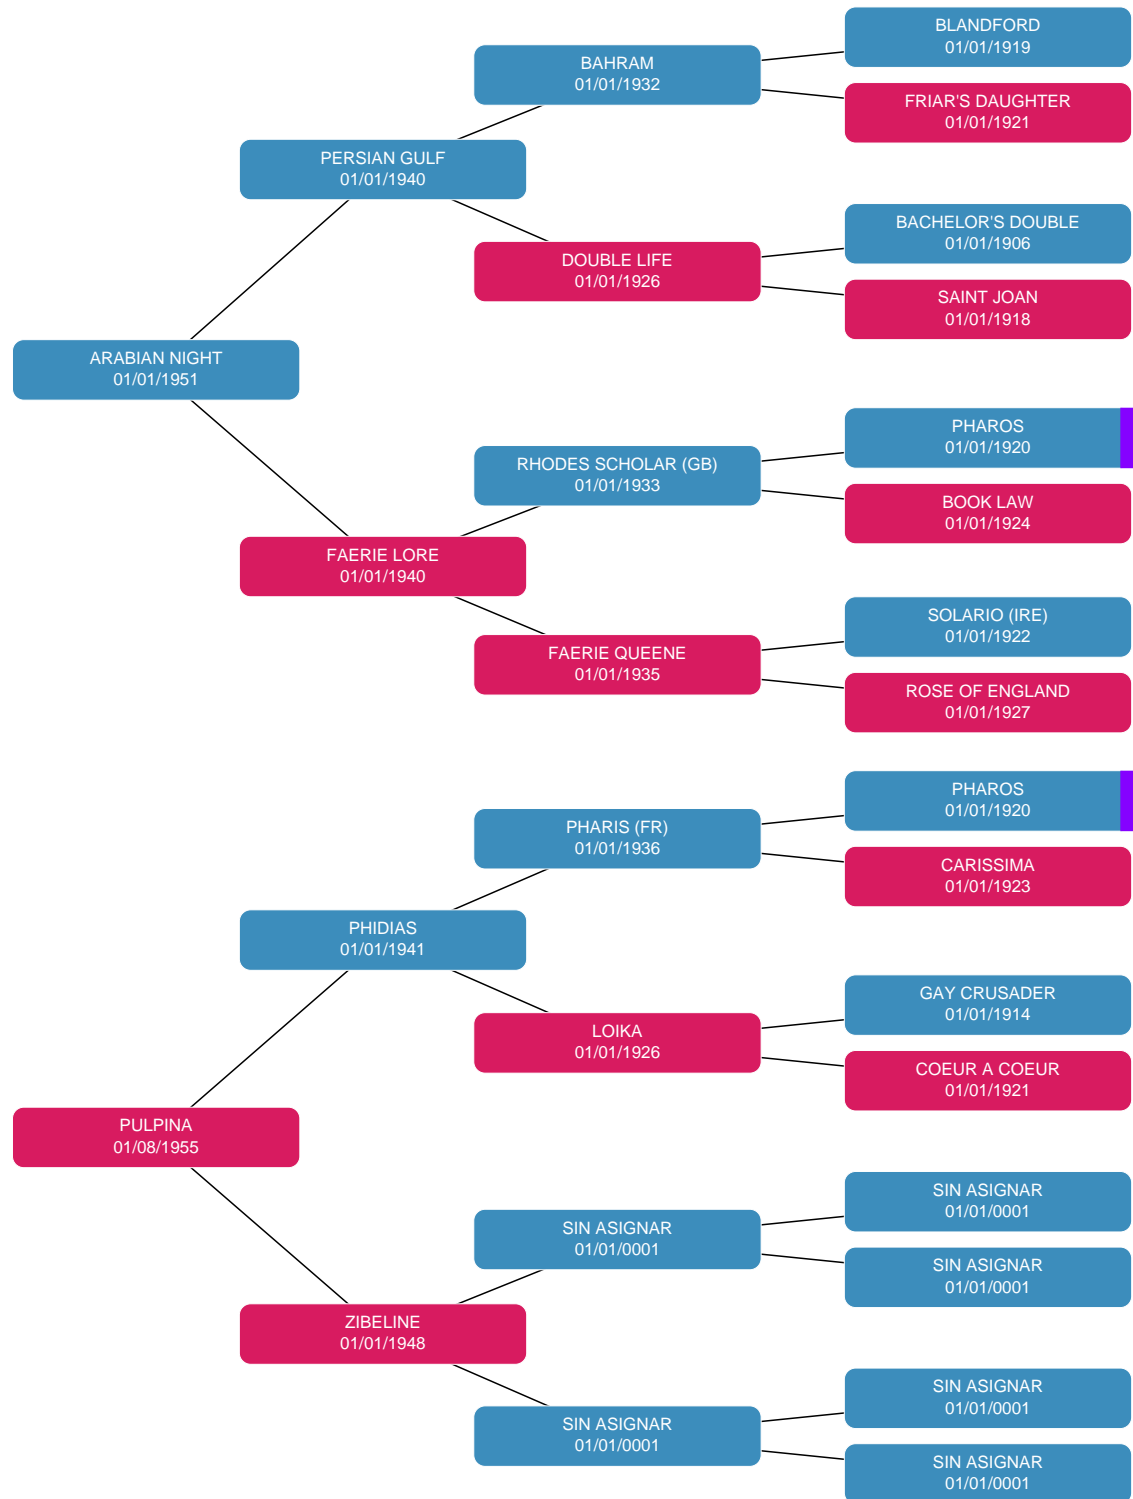 BLANDFORD
01/01/1919
BAHRAM
01/01/1932
FRIAR'S DAUGHTER
01/01/1921
PERSIAN GULF
01/01/1940
BACHELOR'S DOUBLE
01/01/1906
DOUBLE LIFE
01/01/1926
SAINT JOAN
01/01/1918
ARABIAN NIGHT
01/01/1951
PHAROS
01/01/1920
RHODES SCHOLAR (GB)
01/01/1933
BOOK LAW
01/01/1924
FAERIE LORE
01/01/1940
SOLARIO (IRE)
01/01/1922
FAERIE QUEENE
01/01/1935
ROSE OF ENGLAND
01/01/1927
PHAROS
01/01/1920
PHARIS (FR)
01/01/1936
CARISSIMA
01/01/1923
PHIDIAS
01/01/1941
GAY CRUSADER
01/01/1914
LOIKA
01/01/1926
COEUR A COEUR
01/01/1921
PULPINA
01/08/1955
SIN ASIGNAR
01/01/0001
SIN ASIGNAR
01/01/0001
SIN ASIGNAR
01/01/0001
ZIBELINE
01/01/1948
SIN ASIGNAR
01/01/0001
SIN ASIGNAR
01/01/0001
SIN ASIGNAR
01/01/0001